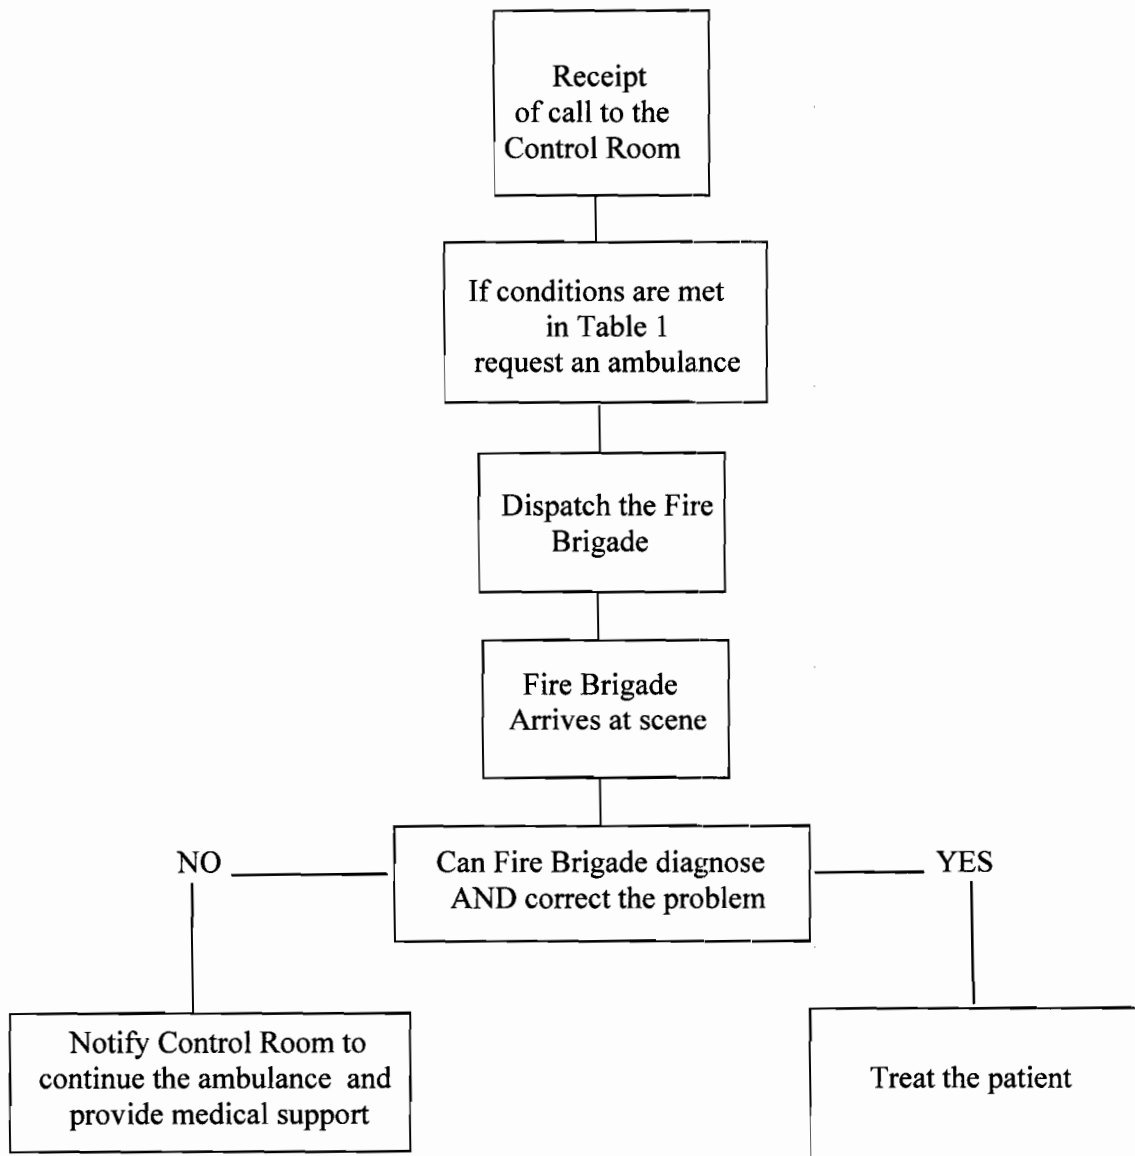 Receipt
of call to the
Control Room
If conditions are met
in Table 1
request an ambulance
Dispatch the Fire
Brigade
Fire Brigade
Arrives at scene
Can Fire Brigade diagnose
AND correct the problem
NO
YES
Notify Control Room to
continue the ambulance and
provide medical support
Treat the patient